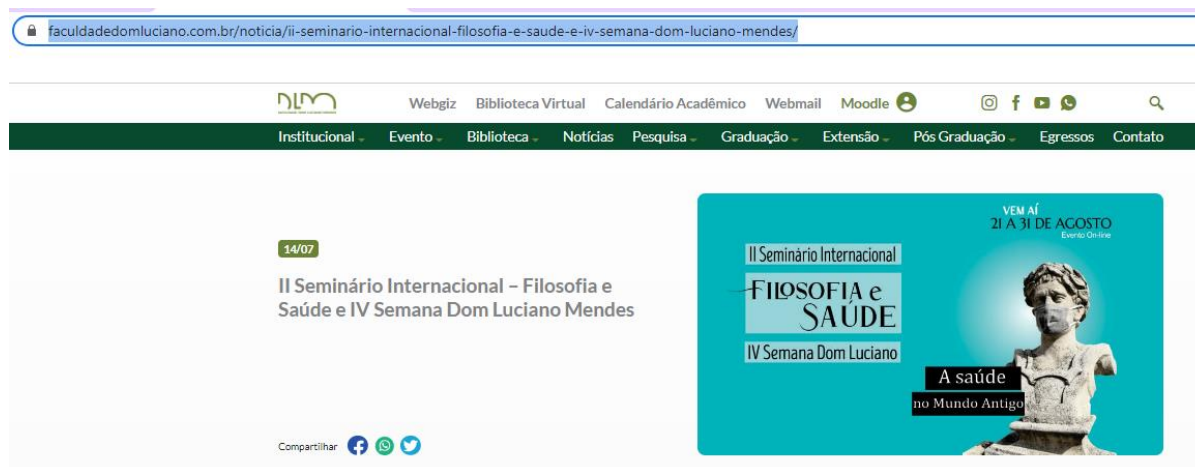 faculdadedomluciano.com.br/noticia/ii-seminario-internacional-filosofia-e-saude-e-iv-semana-dom-luciano-mendes/
DLM
Webgiz Biblioteca Virtual Calendário Acadêmico Webmail Moodle
Institucional Evento Biblioteca Notícias Pesquisa Graduação Extensão Pós Graduação Egressos Contato
14/07
II Seminário Internacional – Filosofia e
Saúde e IV Semana Dom Luciano Mendes
Compartilhar
VEM AÍ
21 A 31 DE AGOSTO
Evento On-line
II Seminário Internacional
FILOSOFIA e
SAÚDE
IV Semana Dom Luciano
A saúde
no Mundo Antigo